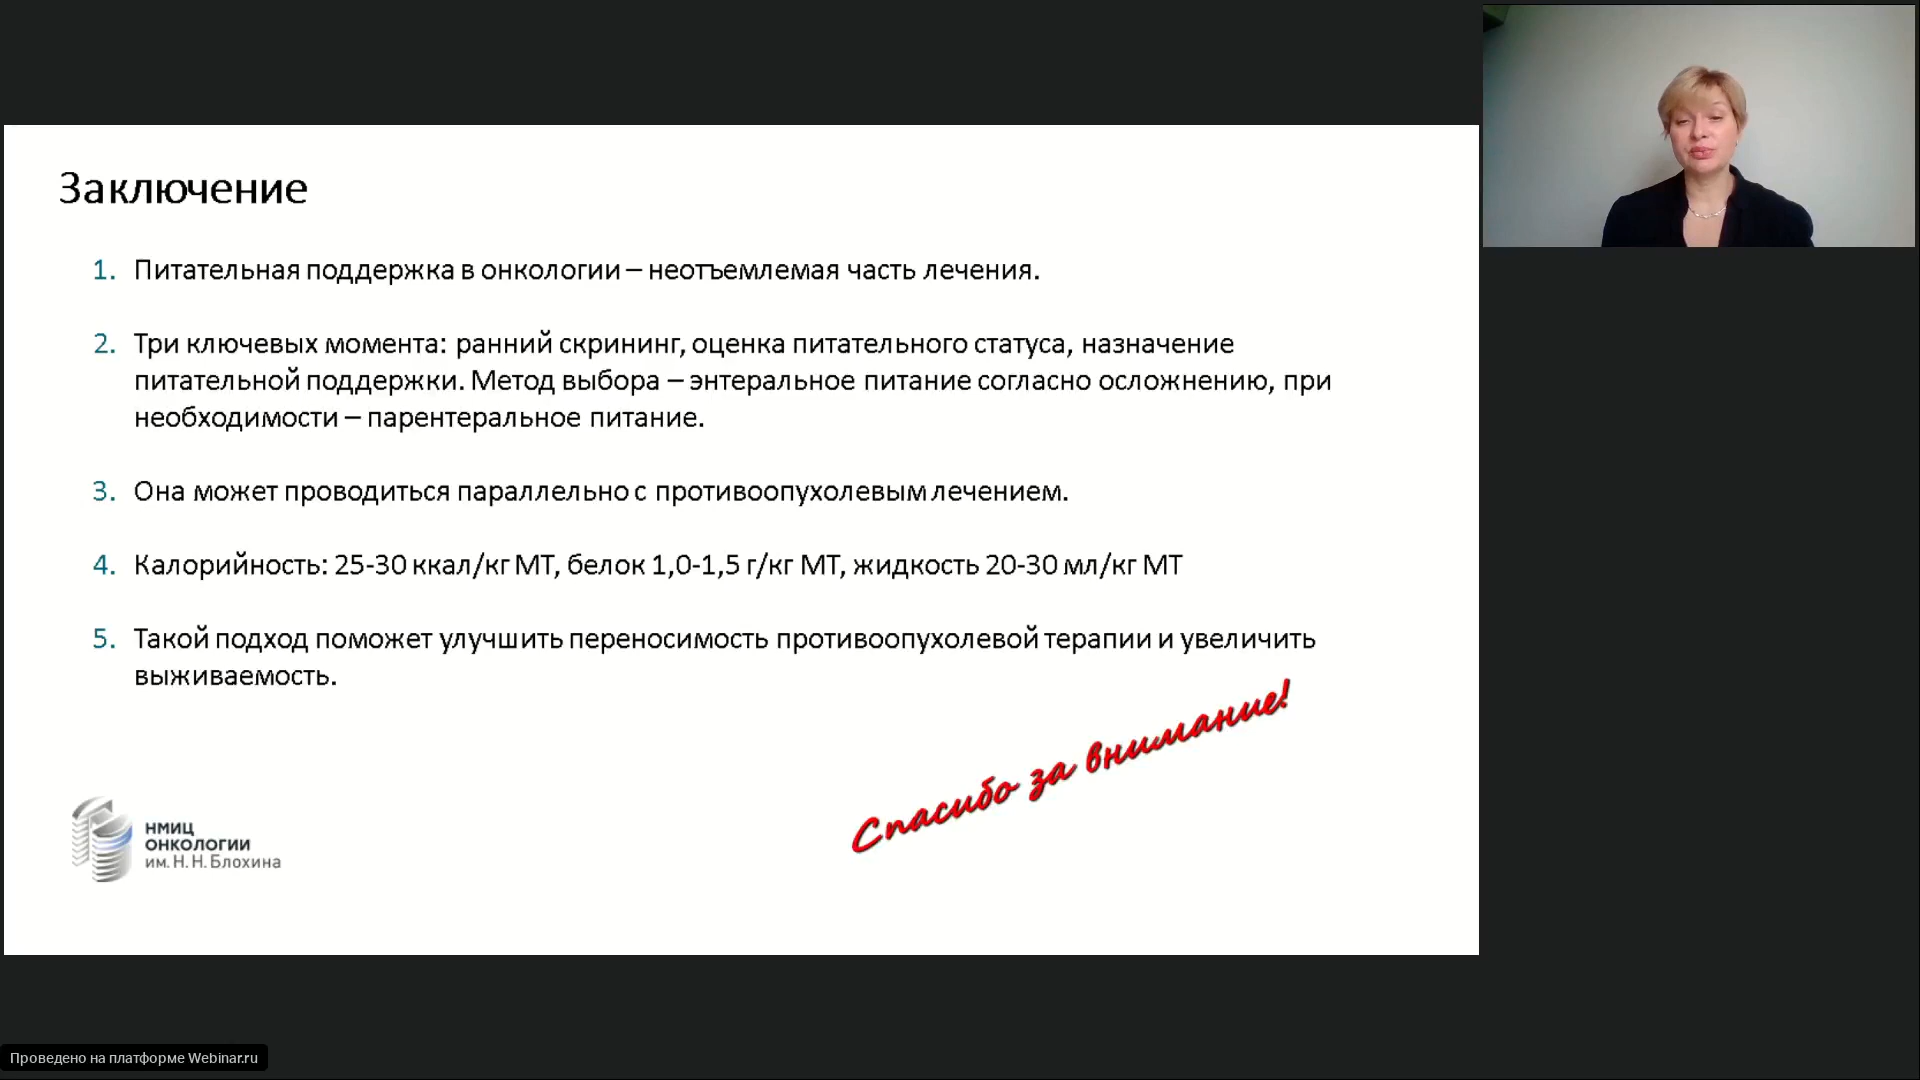 Заключение
1. Питательная поддержка в онкологии – неотъемлемая часть лечения.
2. Три ключевых момента: ранний скрининг, оценка питательного статуса, назначение
питательной поддержки. Метод выбора – энтеральное питание согласно осложнению, при
необходимости – парентеральное питание.
3. Она может проводиться параллельно с противоопухолевым лечением.
4. Калорийность: 25-30 ккал/кг МТ, белок 1,0-1,5 г/кг МТ, жидкость 20-30 мл/кг МТ
5. Такой подход поможет улучшить переносимость противоопухолевой терапии и увеличить
выживаемость.
Спасибо за внимание!
НМИЦ
ОНКОЛОГИИ
им. Н. Н. Блохина
Проведено на платформе Webinar.ru